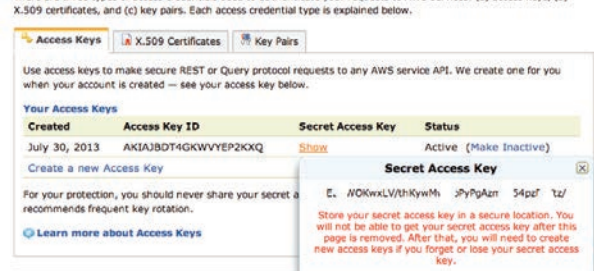 X.509 certificates, and (c) key pairs. Each access credential type is explained below.
Access Keys X.509 Certificates Key Pairs
Use access keys to make secure REST or Query protocol requests to any AWS service API. We create one for you
when your account is created — see your access key below.
Your Access Keys
Created Access Key ID Secret Access Key Status
July 30, 2013 AKIAJBDT4GKWVYEP2KXQ Show Active (Make Inactive)
Create a new Access Key
Secret Access Key
For your protection, you should never share your secret a
recommends frequent key rotation.
Learn more about Access Keys
Store your secret access key in a secure location. You
will not be able to get your secret access key after this
page is removed. After that, you will need to create
new access keys if you forget or lose your secret access
key.